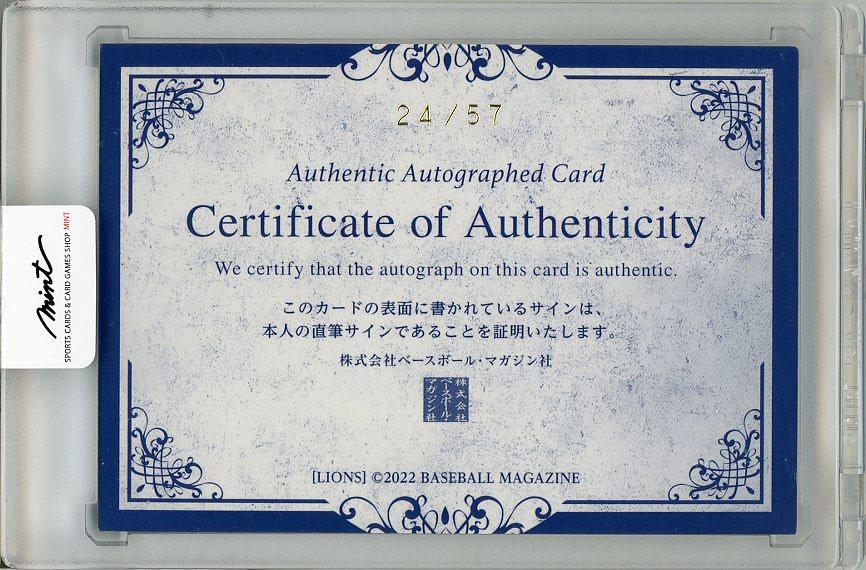 24/57
Authentic Autographed Card
Certificate of Authenticity
We certify that the autograph on this card is authentic.
このカードの表面に書かれているサインは、
本人の直筆サインであることを証明いたします。
株式会社ベースボール・マガジン社
株式会社
ベースボール・
マガジン社
[LIONS] ©2022 BASEBALL MAGAZINE
mint
SPORTS CARDS & CARD GAMES SHOP MINT